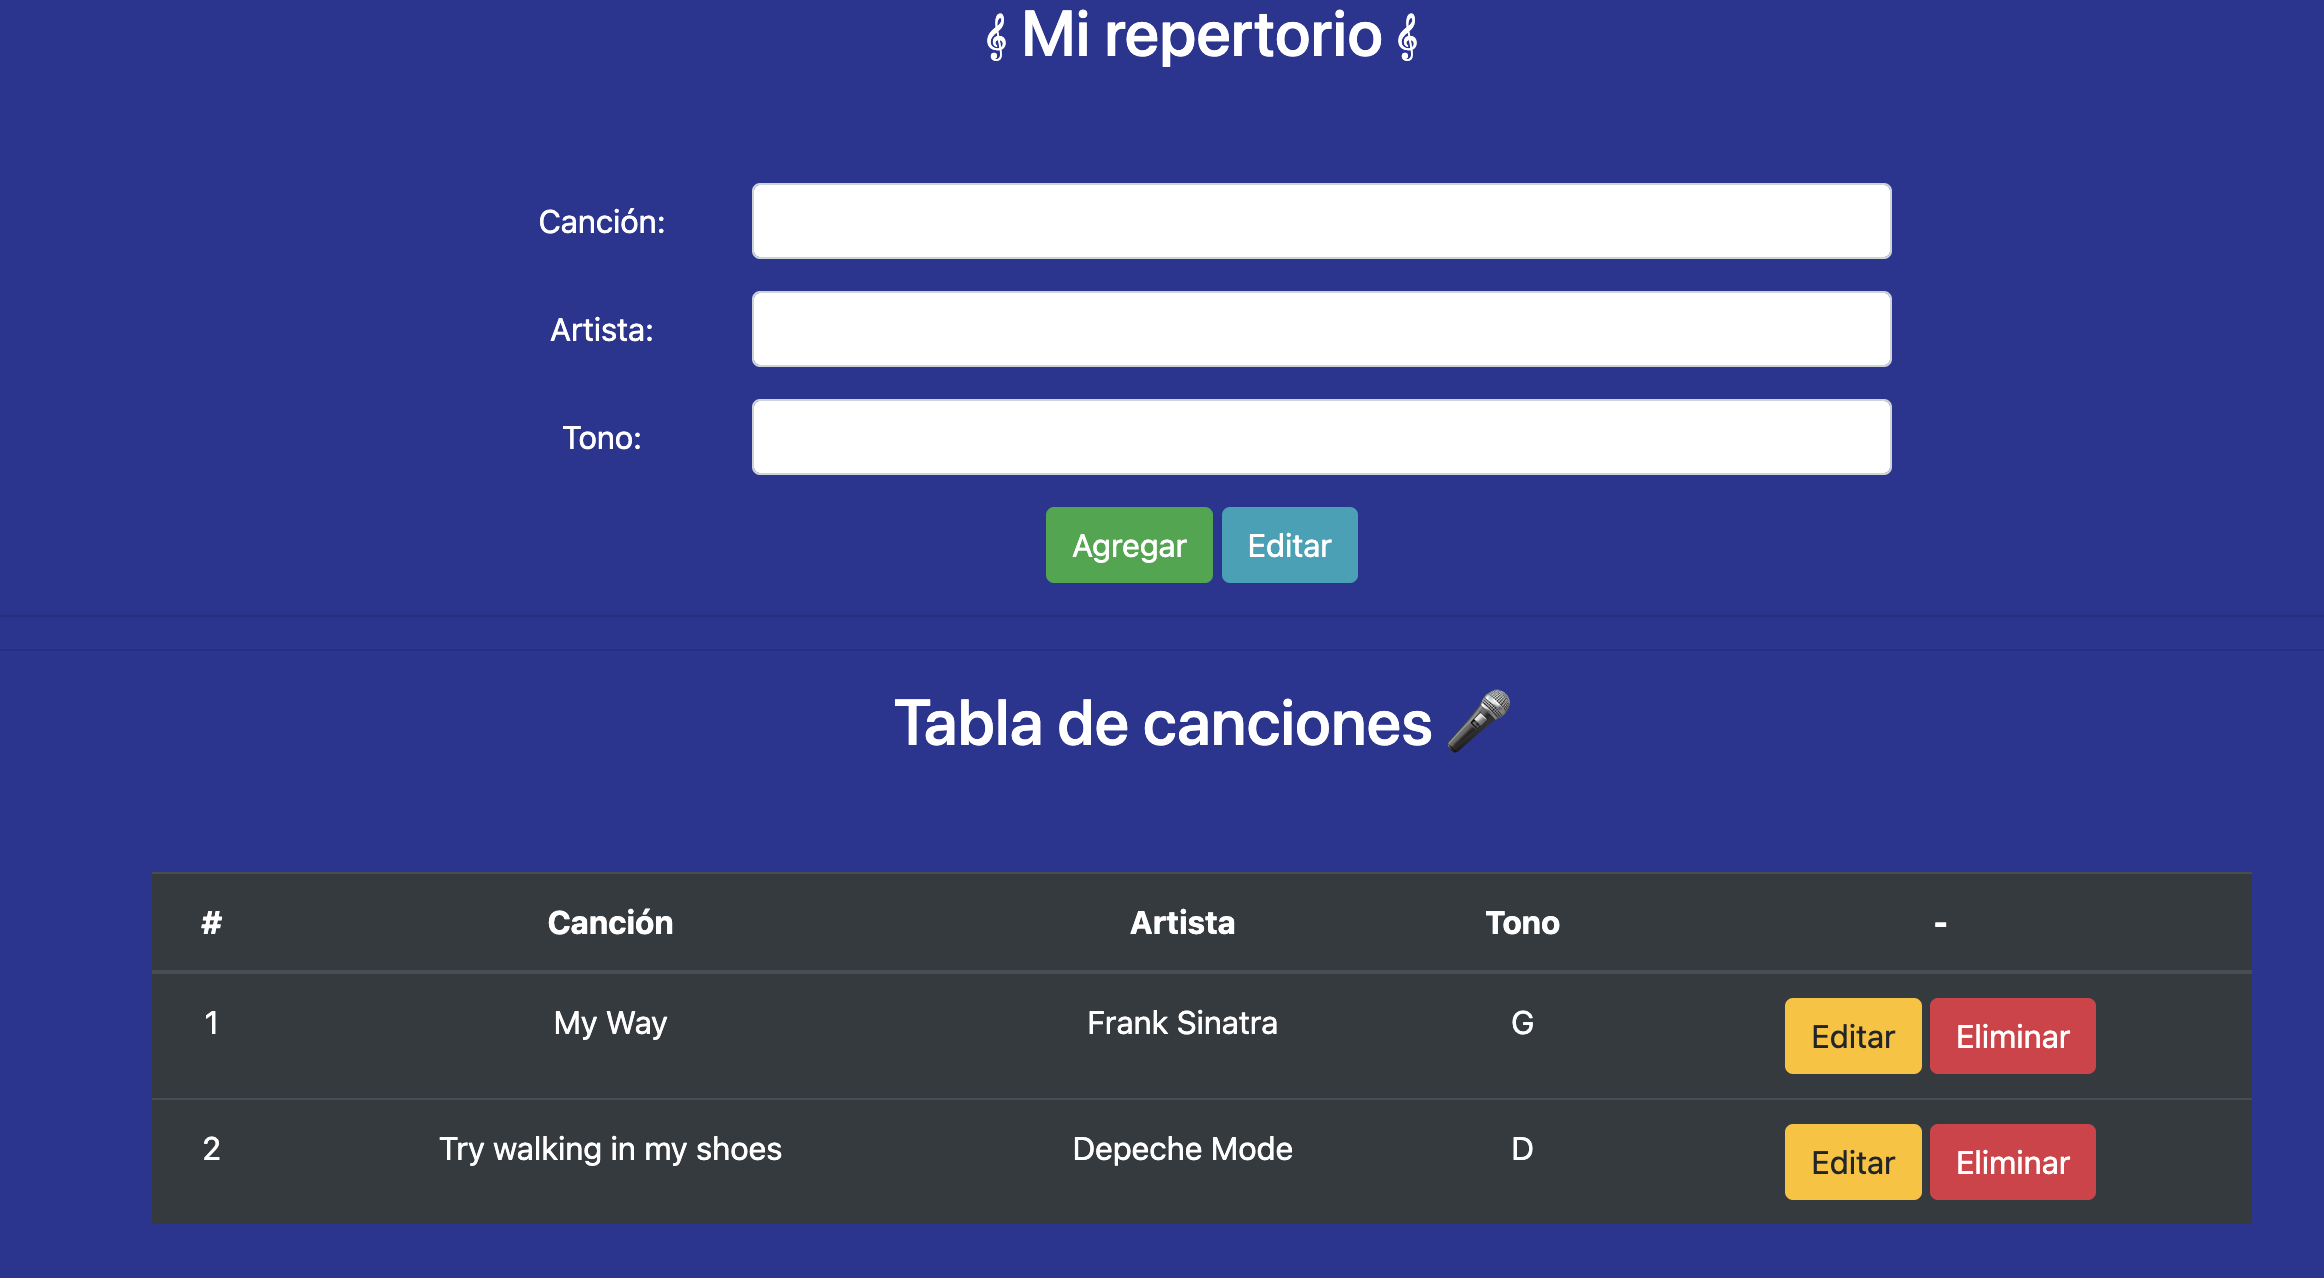 𝄞 Mi repertorio 𝄞
Canción:
Artista:
Tono:
Agregar Editar
Tabla de canciones 🎤
# Canción Artista Tono -
1 My Way Frank Sinatra G Editar Eliminar
2 Try walking in my shoes Depeche Mode D Editar Eliminar